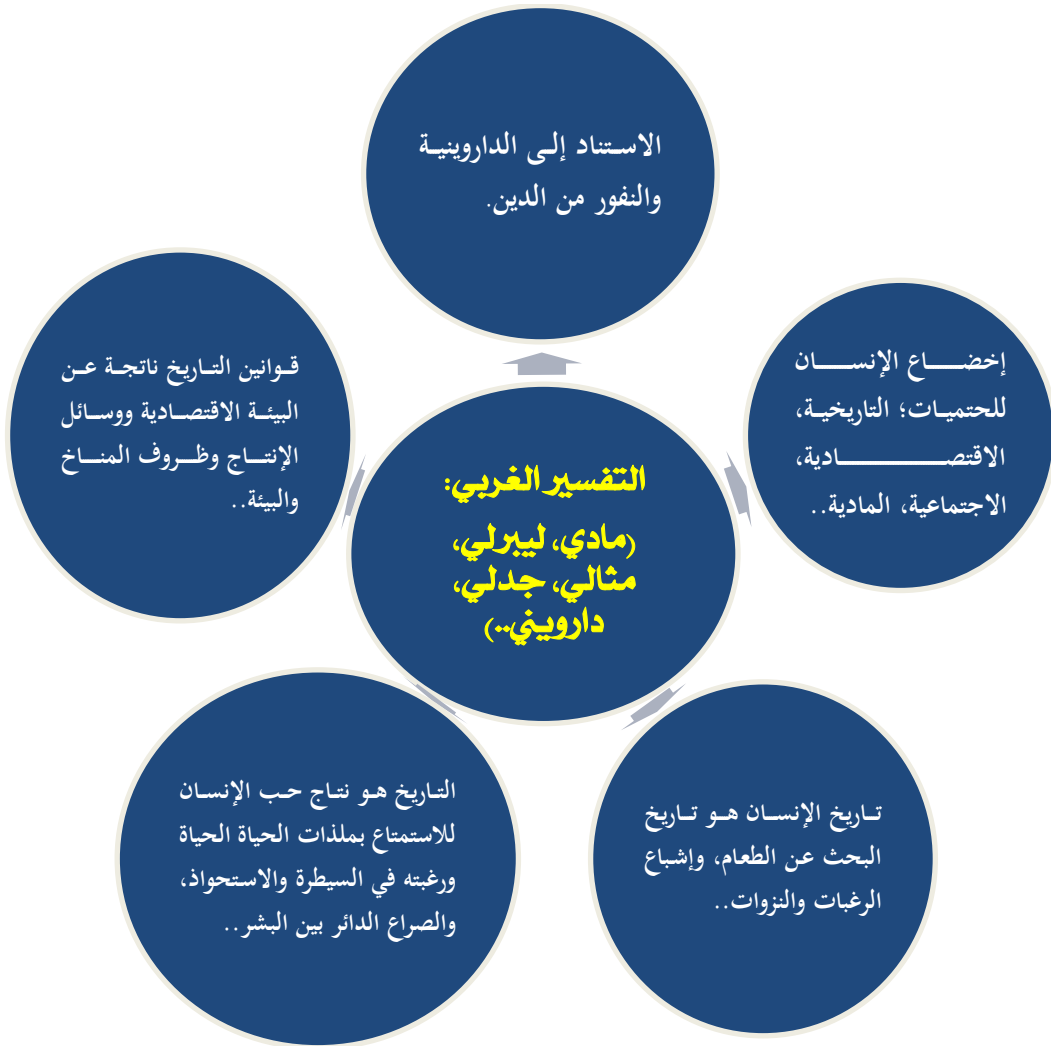 الاستناد إلى الداروينية
والنفور من الدين.
إخضاع الإنسان
للحتميات؛ التاريخية،
الاقتصادية،
الاجتماعية، المادية..
قوانين التاريخ ناتجة عن
البيئة الاقتصادية ووسائل
الإنتاج وظروف المناخ
والبيئة..
التفسير الغربي:
(مادي، ليبرلي،
مثالي، جدلي،
دارويني..)
تاريخ الإنسان هو تاريخ
البحث عن الطعام، وإشباع
الرغبات والنزوات..
التاريخ هو نتاج حب الإنسان
للاستمتاع بملذات الحياة الحياة
ورغبته في السيطرة والاستحواذ،
والصراع الدائر بين البشر..